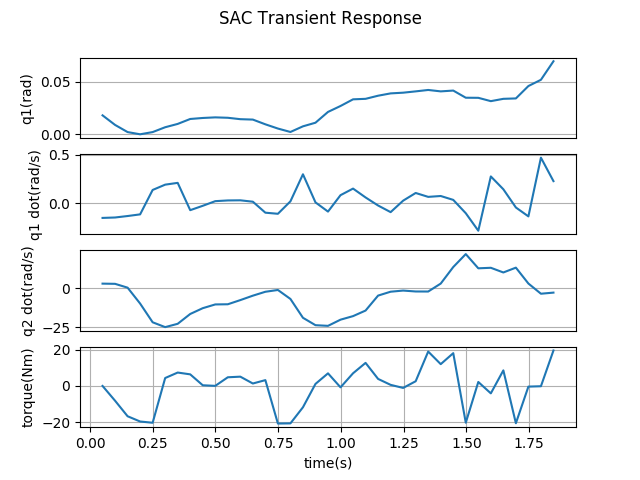 SAC Transient Response
q1(rad)
0.05
0.00
q1 dot(rad/s)
0.5
0.0
q2 dot(rad/s)
0
−25
torque(Nm)
20
0
−20
0.00 0.25 0.50 0.75 1.00 1.25 1.50 1.75
time(s)